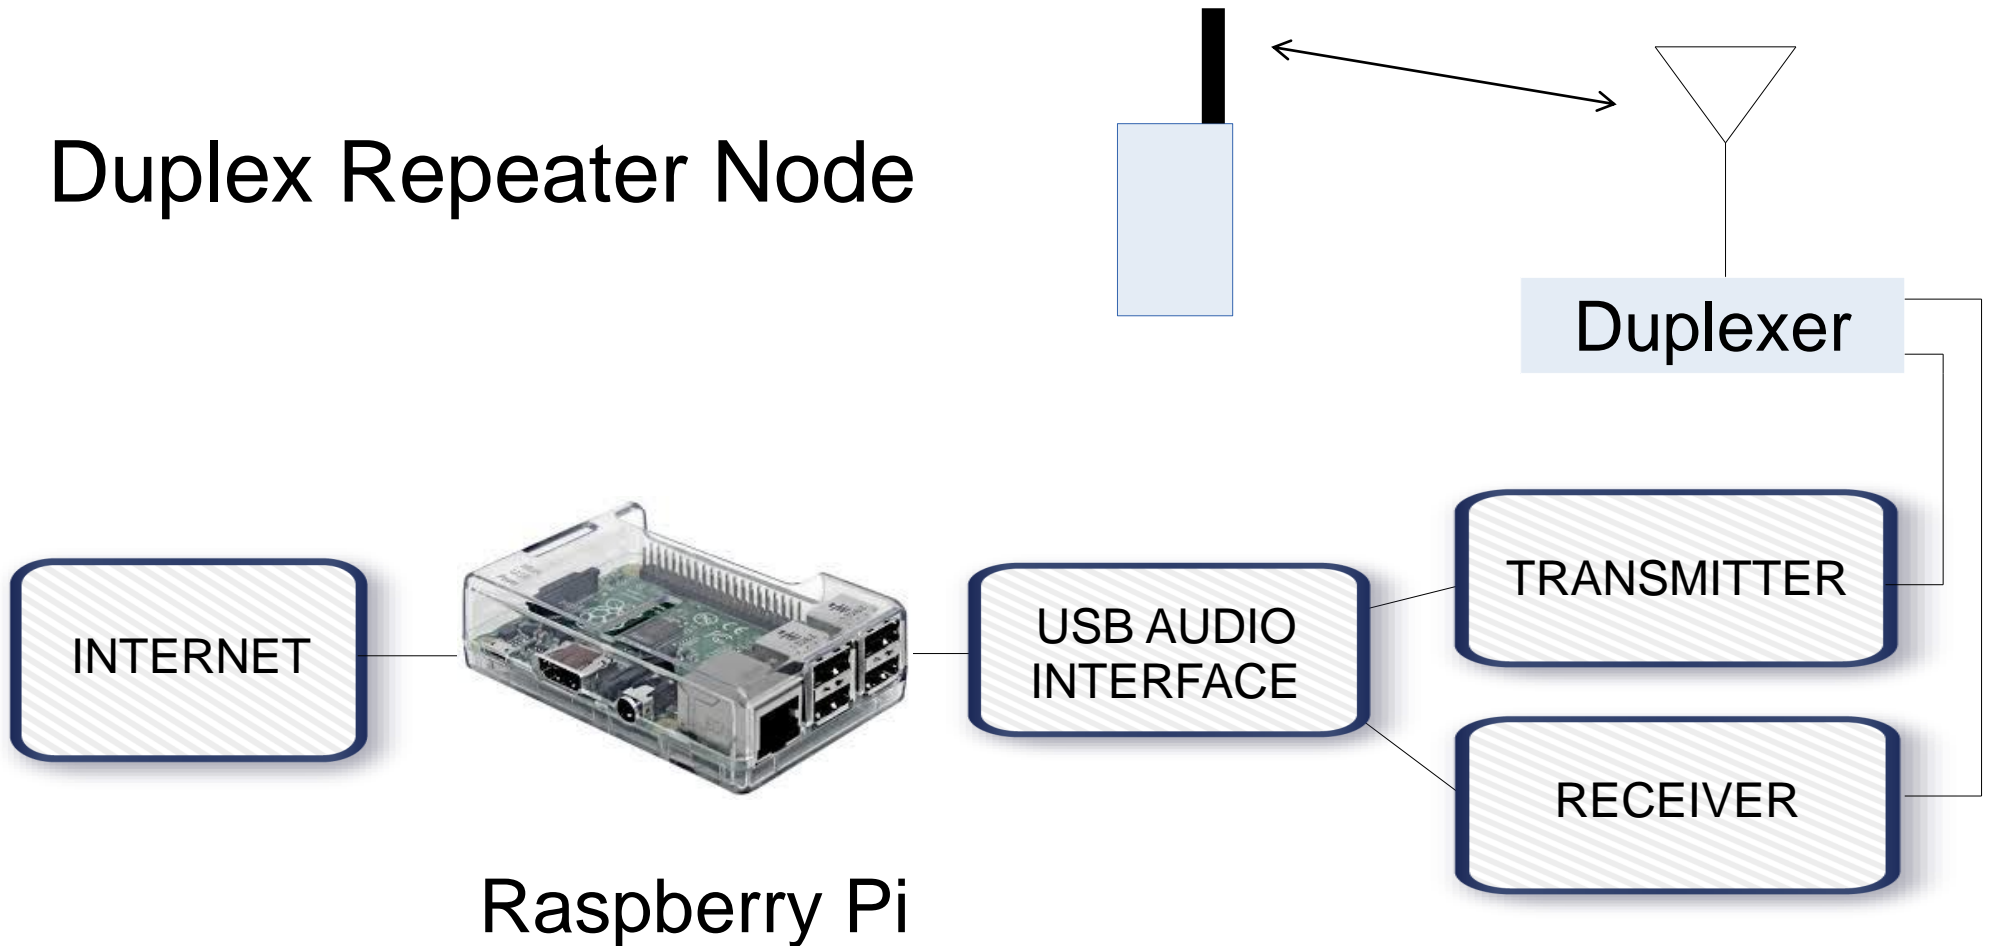 Duplex Repeater Node
Duplexer
INTERNET
USB AUDIO
INTERFACE
TRANSMITTER
RECEIVER
Raspberry Pi